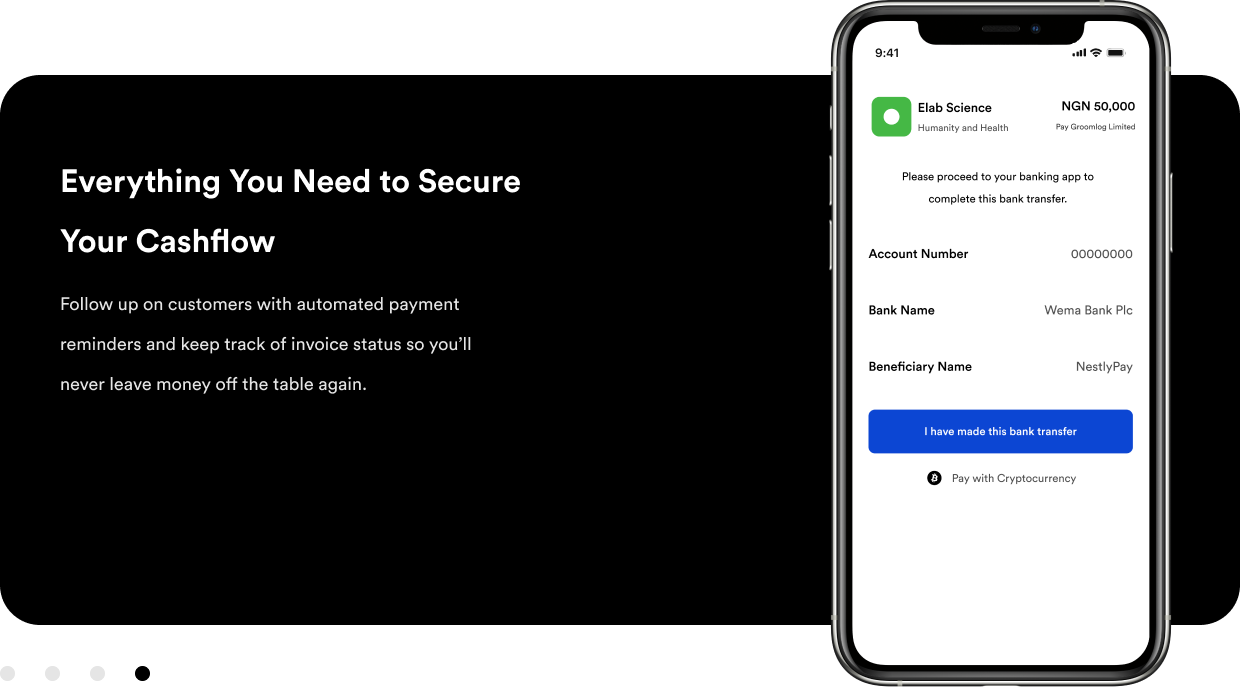 Everything You Need to Secure
Your Cashflow
Follow up on customers with automated payment
reminders and keep track of invoice status so you’ll
never leave money off the table again.
9:41
Elab Science
NGN 50,000
Humanity and Health
Pay Groomlog Limited
Please proceed to your banking app to
complete this bank transfer.
Account Number
00000000
Bank Name
Wema Bank Plc
Beneficiary Name
NestlyPay
I have made this bank transfer
Pay with Cryptocurrency